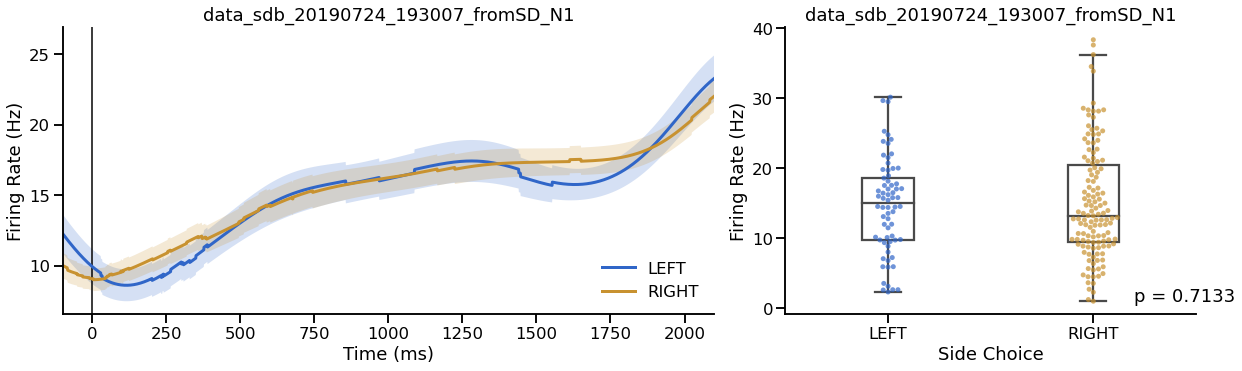 data_sdb_20190724_193007_fromSD_N1
25
20
15
10
Firing Rate (Hz)
0
250
500
750
1000
1250
1500
1750
2000
Time (ms)
LEFT
RIGHT
data_sdb_20190724_193007_fromSD_N1
40
30
20
10
0
Firing Rate (Hz)
p = 0.7133
LEFT
RIGHT
Side Choice